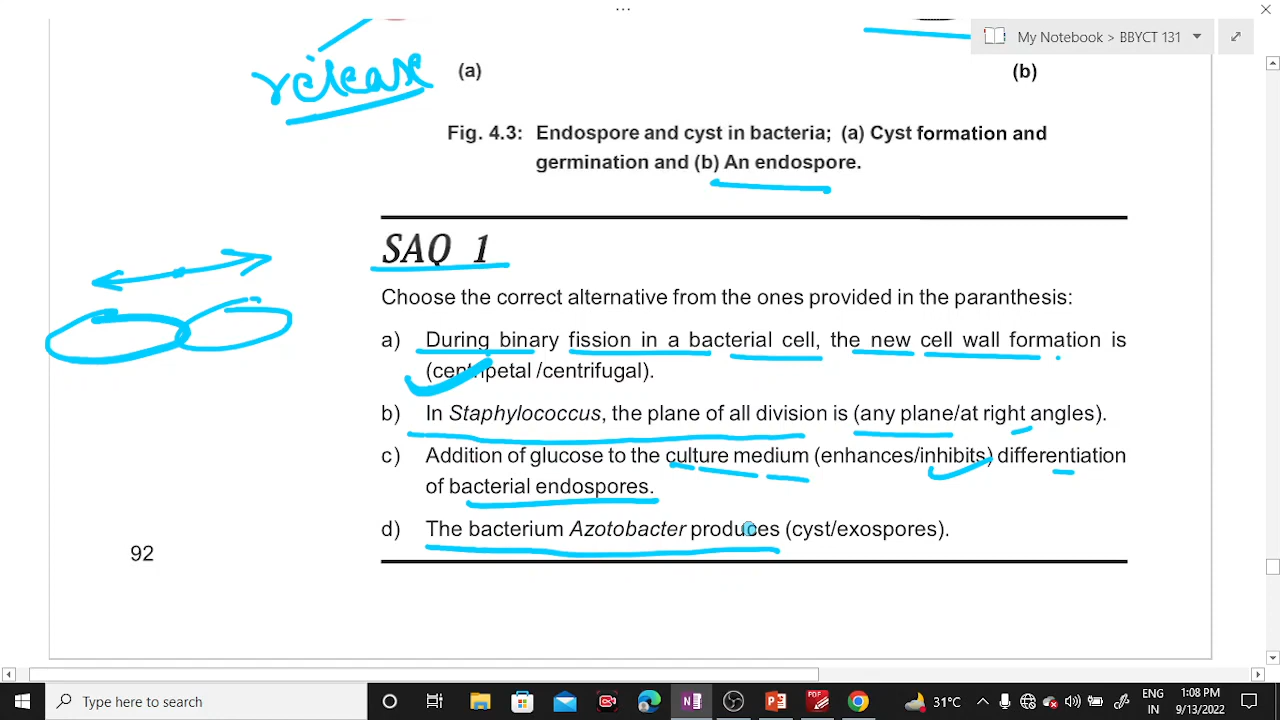 ...
My Notebook > BBYCT 131
release
(a)
(b)
Fig. 4.3: Endospore and cyst in bacteria; (a) Cyst formation and
germination and (b) An endospore.
SAQ 1
Choose the correct alternative from the ones provided in the paranthesis:
a) During binary fission in a bacterial cell, the new cell wall formation is
(centripetal /centrifugal).
b) In Staphylococcus, the plane of all division is (any plane/at right angles).
c) Addition of glucose to the culture medium (enhances/inhibits) differentiation
of bacterial endospores.
d) The bacterium Azotobacter produces (cyst/exospores).
92
Type here to search
31°C
ENG
IN
1:08 PM
9/13/2022